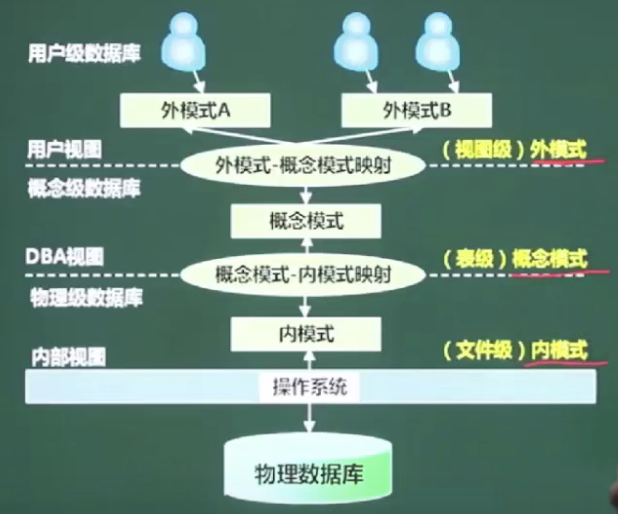 用户级数据库
外模式A
外模式B
用户视图
(视图级)外模式
外模式-概念模式映射
概念级数据库
概念模式
DBA视图
(表级)概念模式
概念模式-内模式映射
物理级数据库
内模式
内部视图
(文件级)内模式
操作系统
物理数据库